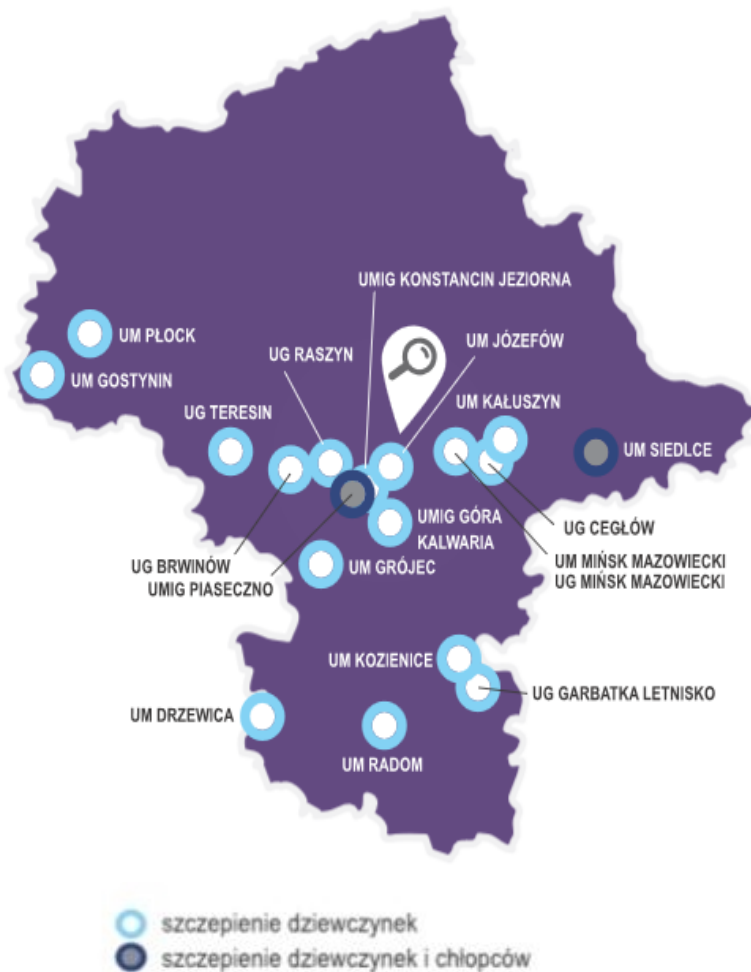 UMIG KONSTANCIN JEZIORNA
UM PŁOCK
UM JÓZEFÓW
UG RASZYN
UM GOSTYNIN
UM KAŁUSZYN
UG TERESIN
UM SIEDLCE
UMIG GÓRA
KALWARIA
UG CEGŁÓW
UG BRWINÓW
UM GRÓJEC
UM MIŃSK MAZOWIECKI
UMIG PIASECZNO
UG MIŃSK MAZOWIECKI
UM KOZIENICE
UG GARBATKA LETNISKO
UM DRZEWICA
UM RADOM
szczepienie dziewczynek
szczepienie dziewczynek i chłopców